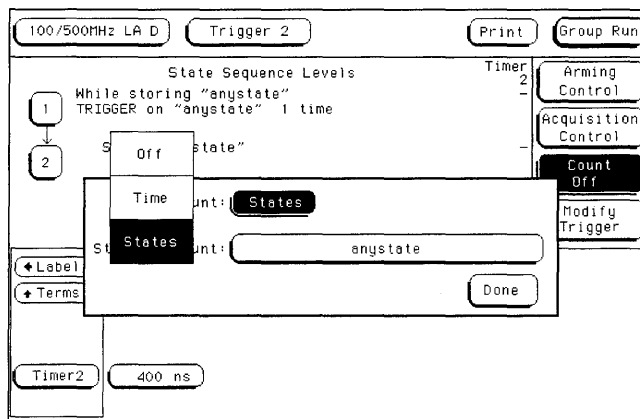 100/500MHz LA D Trigger 2 Print Group Run
State Sequence Levels Timer
2
1 While storing "anystate" -
TRIGGER on "anystate" 1 time
2 S state" -
Arming
Control
Acquisition
Control
Count
Off
Modify
Trigger
Off
Time
States
unt: States
St unt: anystate
Done
←Label
↑Terms
Timer2 400 ns